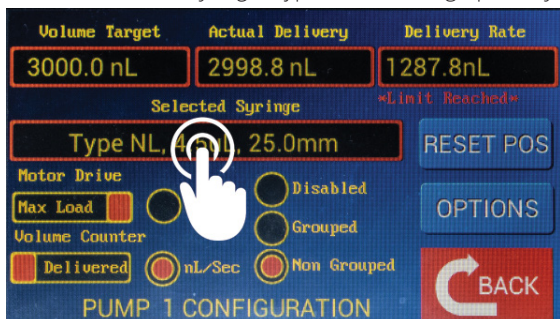 Volume Target Actual Delivery Delivery Rate
3000.0 nL 2998.8 nL 1287.8nL
*Limit Reached*
Selected Syringe
Type NL, 25.0mm RESET POS
Motor Drive
Max Load Disabled
OPTIONS
Volume Counter Grouped
Delivered nL/Sec Non Grouped
BACK
PUMP 1 CONFIGURATION